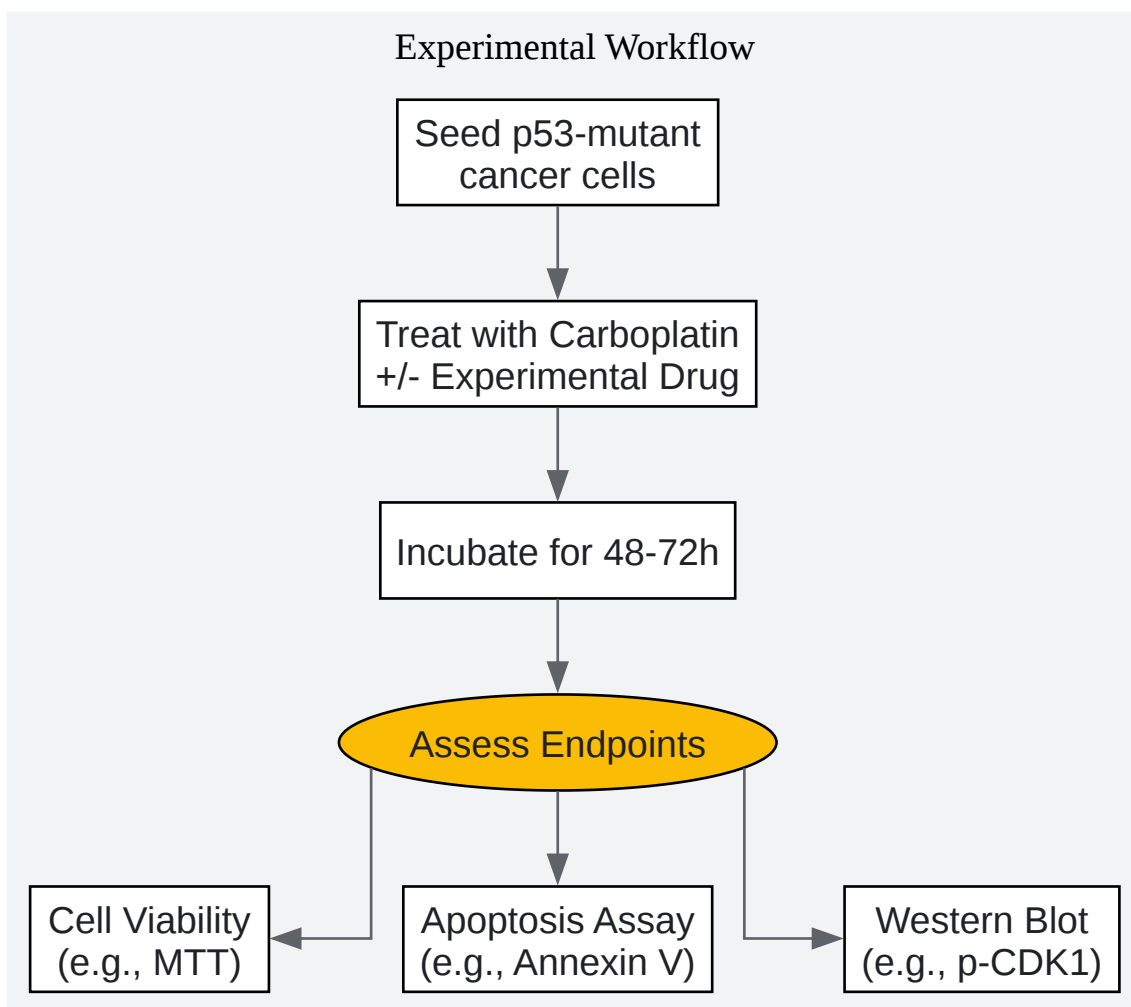 Experimental Workflow
Seed p53-mutant
cancer cells
Treat with Carboplatin
+/- Experimental Drug
Incubate for 48-72h
Assess Endpoints
Cell Viability
(e.g., MTT)
Apoptosis Assay
(e.g., Annexin V)
Western Blot
(e.g., p-CDK1)